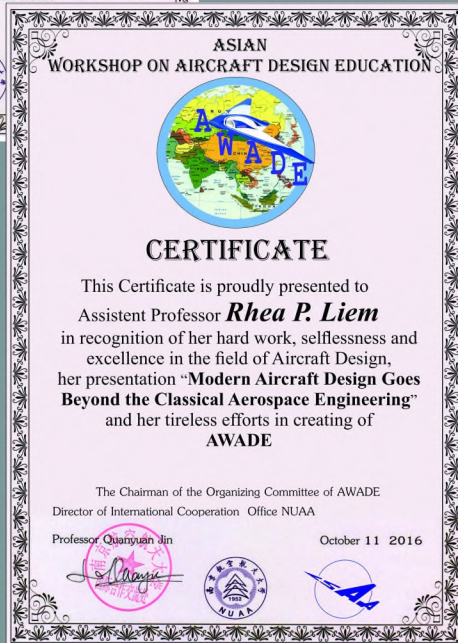 ASIAN
WORKSHOP ON AIRCRAFT DESIGN EDUCATION
AWADE
CERTIFICATE
This Certificate is proudly presented to
Assistent Professor Rhea P. Liem
in recognition of her hard work, selflessness and
excellence in the field of Aircraft Design,
her presentation “Modern Aircraft Design Goes
Beyond the Classical Aerospace Engineering”
and her tireless efforts in creating of
AWADE
The Chairman of the Organizing Committee of AWADE
Director of International Cooperation Office NUAA
Professor Quanyuan Jin
October 11 2016
1952
NUAA